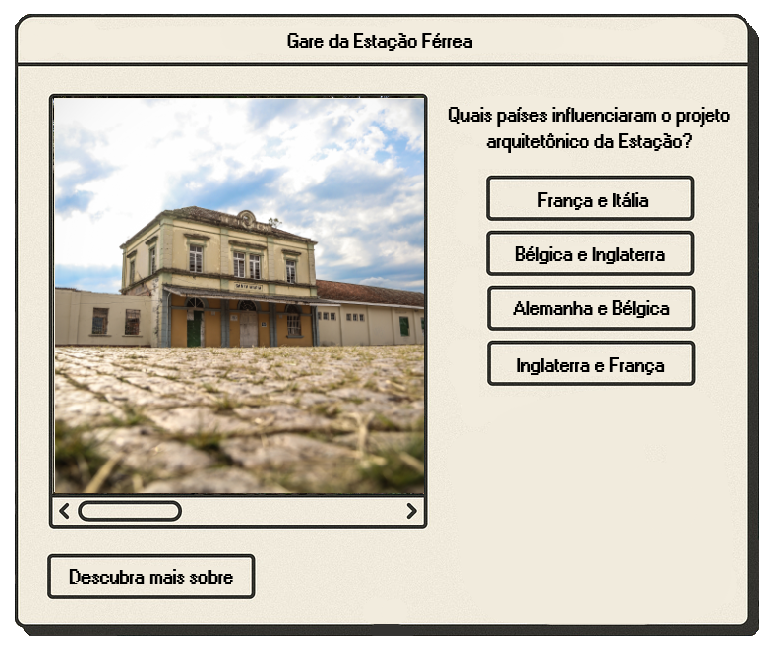 Gare da Estação Férrea
Quais países influenciaram o projeto
arquitetônico da Estação?
França e Itália
Bélgica e Inglaterra
Alemanha e Bélgica
Inglaterra e França
Descubra mais sobre